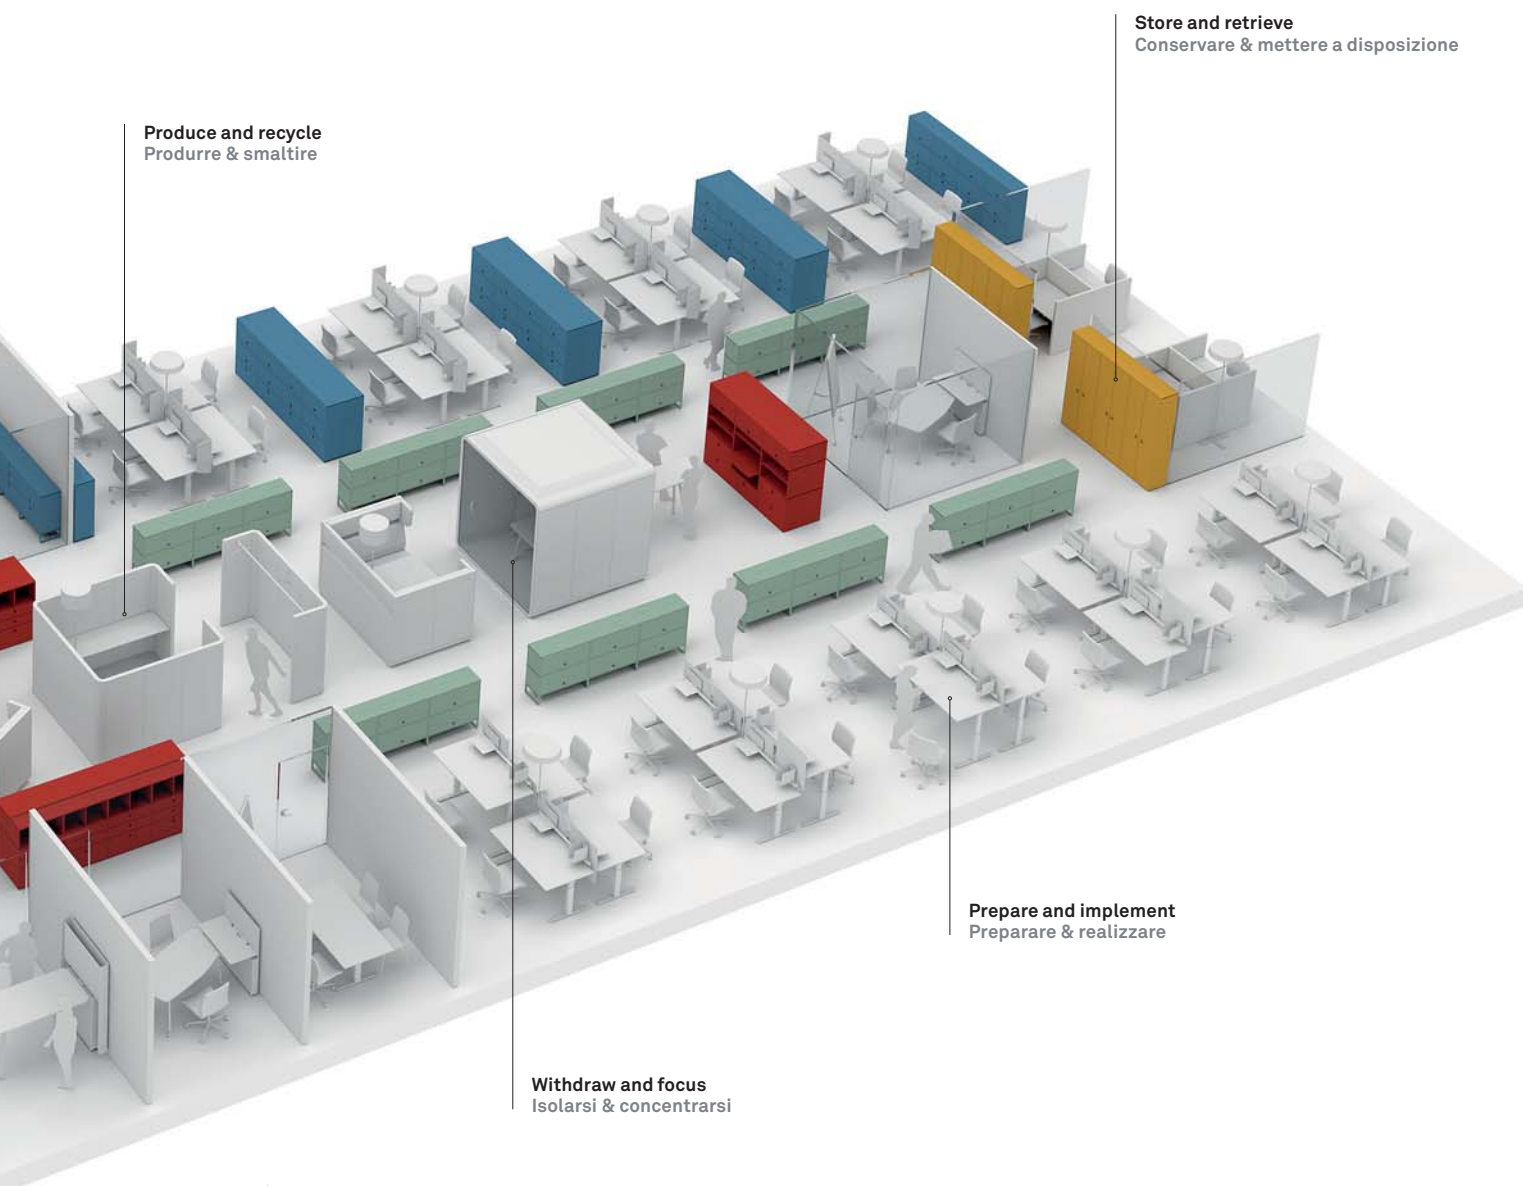 Store and retrieve
Conservare & mettere a disposizione
Produce and recycle
Produrre & smaltire
Prepare and implement
Preparare & realizzare
Withdraw and focus
Isolarsi & concentrarsi